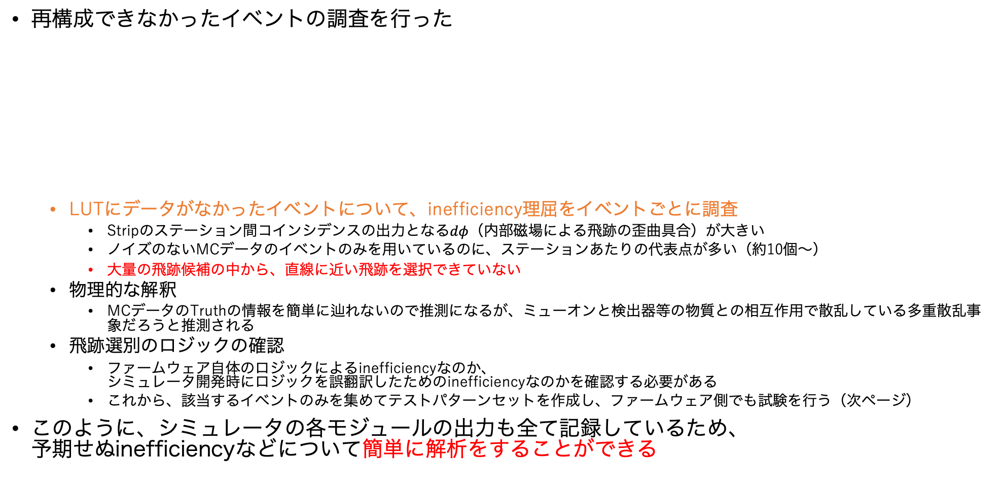 • 再構成できなかったイベントの調査を行った
• LUTにデータがなかったイベントについて、inefficiency理屈をイベントごとに調査
• Stripのステーション間コインシデンスの出力となるdϕ（内部磁場による飛跡の歪曲具合）が大きい
• ノイズのないMCデータのイベントのみを用いているのに、ステーションあたりの代表点が多い（約10個〜）
• 大量の飛跡候補の中から、直線に近い飛跡を選択できていない
• 物理的な解釈
• MCデータのTruthの情報を簡単に辿れないので推測になるが、ミューオンと検出器等の物質との相互作用で散乱している多重散乱事
象だろうと推測される
• 飛跡選別のロジックの確認
• ファームウェア自体のロジックによるinefficiencyなのか、
シミュレータ開発時にロジックを誤翻訳したためのinefficiencyなのかを確認する必要がある
• これから、該当するイベントのみを集めてテストパターンセットを作成し、ファームウェア側でも試験を行う（次ページ）
• このように、シミュレータの各モジュールの出力も全て記録しているため、
予期せぬinefficiencyなどについて簡単に解析をすることができる